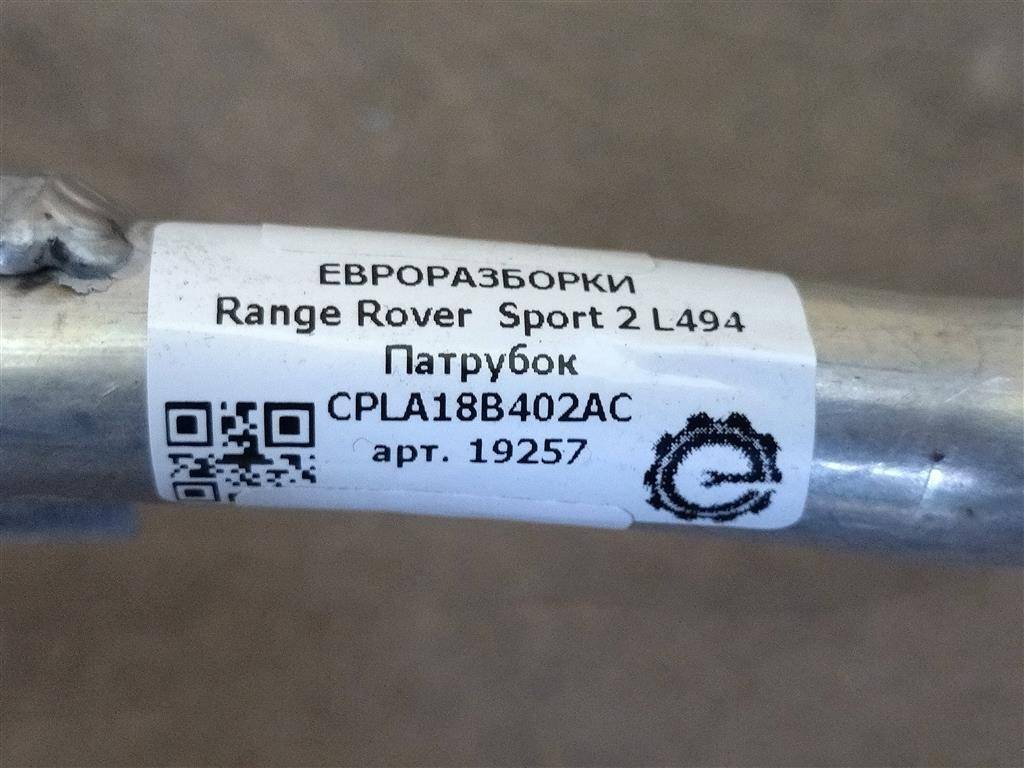 ЕВРОРАЗБОРКИ
Range Rover Sport 2 L494
Патрубок
CPLA18B402AC
арт. 19257